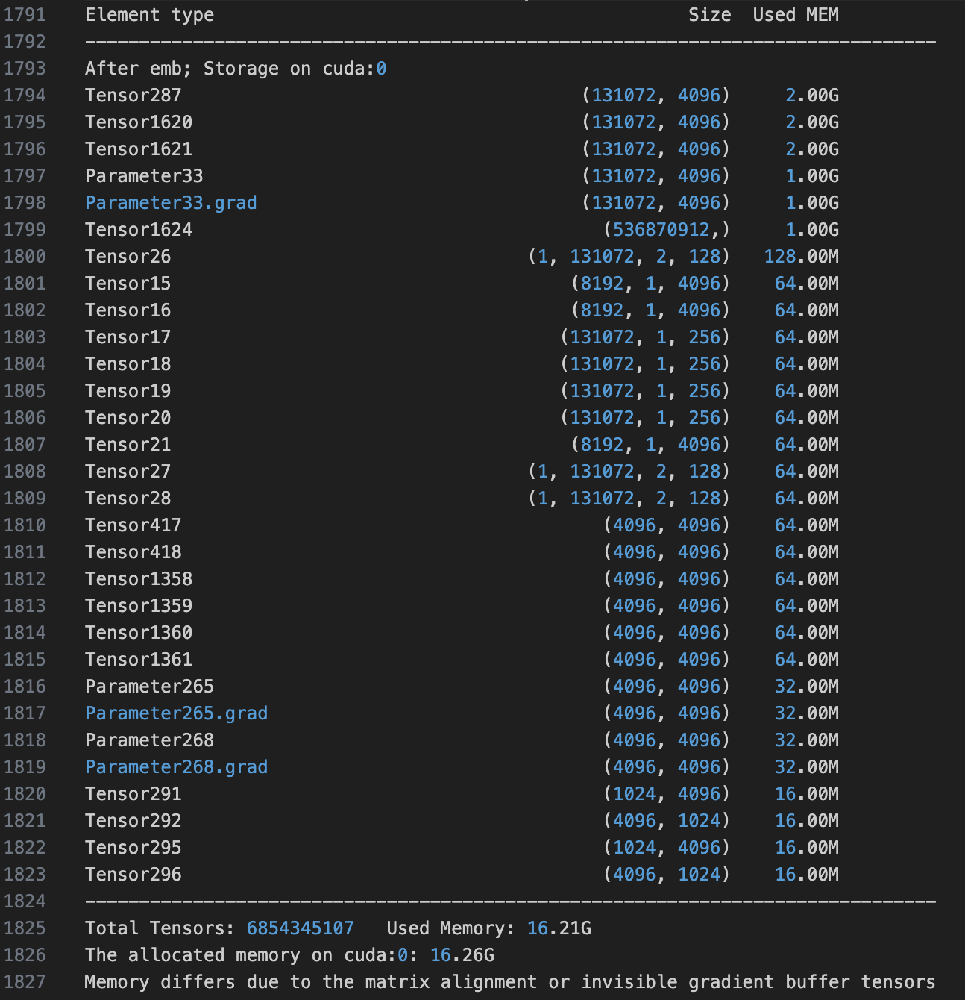 1791 Element type Size Used MEM
1792 -------------------------------------------------------------------------------
1793 After emb; Storage on cuda:0
1794 Tensor287 (131072, 4096) 2.00G
1795 Tensor1620 (131072, 4096) 2.00G
1796 Tensor1621 (131072, 4096) 2.00G
1797 Parameter33 (131072, 4096) 1.00G
1798 Parameter33.grad (131072, 4096) 1.00G
1799 Tensor1624 (536870912,) 1.00G
1800 Tensor26 (1, 131072, 2, 128) 128.00M
1801 Tensor15 (8192, 1, 4096) 64.00M
1802 Tensor16 (8192, 1, 4096) 64.00M
1803 Tensor17 (131072, 1, 256) 64.00M
1804 Tensor18 (131072, 1, 256) 64.00M
1805 Tensor19 (131072, 1, 256) 64.00M
1806 Tensor20 (131072, 1, 256) 64.00M
1807 Tensor21 (8192, 1, 4096) 64.00M
1808 Tensor27 (1, 131072, 2, 128) 64.00M
1809 Tensor28 (1, 131072, 2, 128) 64.00M
1810 Tensor417 (4096, 4096) 64.00M
1811 Tensor418 (4096, 4096) 64.00M
1812 Tensor1358 (4096, 4096) 64.00M
1813 Tensor1359 (4096, 4096) 64.00M
1814 Tensor1360 (4096, 4096) 64.00M
1815 Tensor1361 (4096, 4096) 64.00M
1816 Parameter265 (4096, 4096) 32.00M
1817 Parameter265.grad (4096, 4096) 32.00M
1818 Parameter268 (4096, 4096) 32.00M
1819 Parameter268.grad (4096, 4096) 32.00M
1820 Tensor291 (1024, 4096) 16.00M
1821 Tensor292 (4096, 1024) 16.00M
1822 Tensor295 (1024, 4096) 16.00M
1823 Tensor296 (4096, 1024) 16.00M
1824 -------------------------------------------------------------------------------
1825 Total Tensors: 6854345107 Used Memory: 16.21G
1826 The allocated memory on cuda:0: 16.26G
1827 Memory differs due to the matrix alignment or invisible gradient buffer tensors